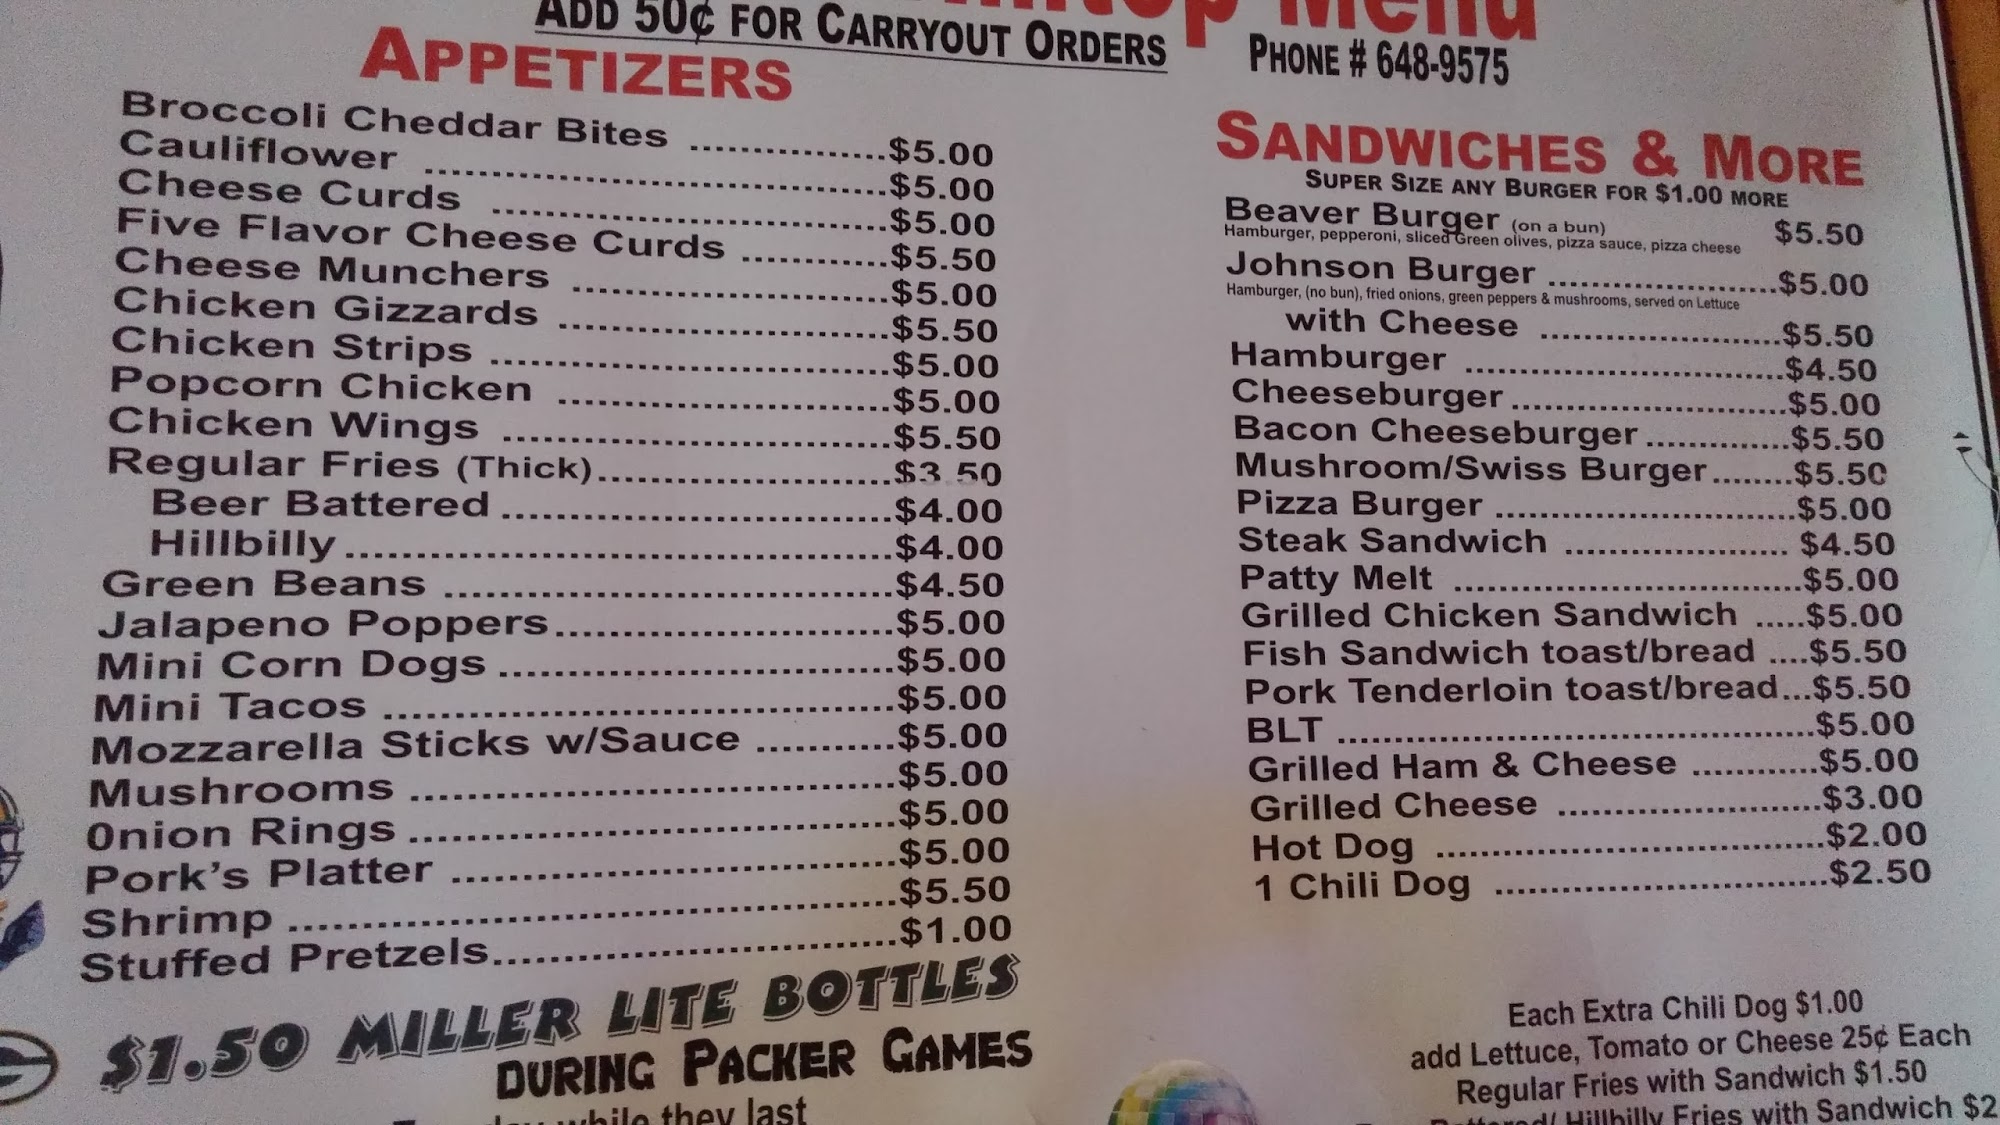 Menu
ADD 50¢ FOR CARRYOUT ORDERS
PHONE # 648-9575
APPETIZERS
Broccoli Cheddar Bites ................$5.00
Cauliflower ......................................$5.00
Cheese Curds .................................$5.00
Five Flavor Cheese Curds ............$5.50
Cheese Munchers ..........................$5.00
Chicken Gizzards ...........................$5.50
Chicken Strips .................................$5.00
Popcorn Chicken ...........................$5.00
Chicken Wings ................................$5.50
Regular Fries (Thick).........................$3.50
Beer Battered .................................$4.00
Hillbilly..............................................$4.00
Green Beans ......................................$4.50
Jalapeno Poppers.............................$5.00
Mini Corn Dogs .................................$5.00
Mini Tacos ...........................................$5.00
Mozzarella Sticks w/Sauce ............$5.00
Mushrooms .........................................$5.00
Onion Rings .........................................$5.00
Pork's Platter ......................................$5.00
Shrimp ...................................................$5.50
Stuffed Pretzels..................................$1.00
$1.50 MILLER LITE BOTTLES
DURING PACKER GAMES
while they last
SANDWICHES & MORE
SUPER SIZE ANY BURGER FOR $1.00 MORE
Beaver Burger (on a bun) $5.50
Hamburger, pepperoni, sliced Green olives, pizza sauce, pizza cheese
Johnson Burger .....................$5.00
Hamburger, (no bun), fried onions, green peppers & mushrooms, served on Lettuce
with Cheese ......................$5.50
Hamburger .............................$4.50
Cheeseburger.........................$5.00
Bacon Cheeseburger.............$5.50
Mushroom/Swiss Burger........$5.50
Pizza Burger ...........................$5.00
Steak Sandwich .................... $4.50
Patty Melt ...............................$5.00
Grilled Chicken Sandwich .....$5.00
Fish Sandwich toast/bread ....$5.50
Pork Tenderloin toast/bread...$5.50
BLT ..........................................$5.00
Grilled Ham & Cheese ............$5.00
Grilled Cheese ........................$3.00
Hot Dog ...................................$2.00
1 Chili Dog ..............................$2.50
Each Extra Chili Dog $1.00
add Lettuce, Tomato or Cheese 25¢ Each
Regular Fries with Sandwich $1.50
Hillbilly Fries with Sandwich $2